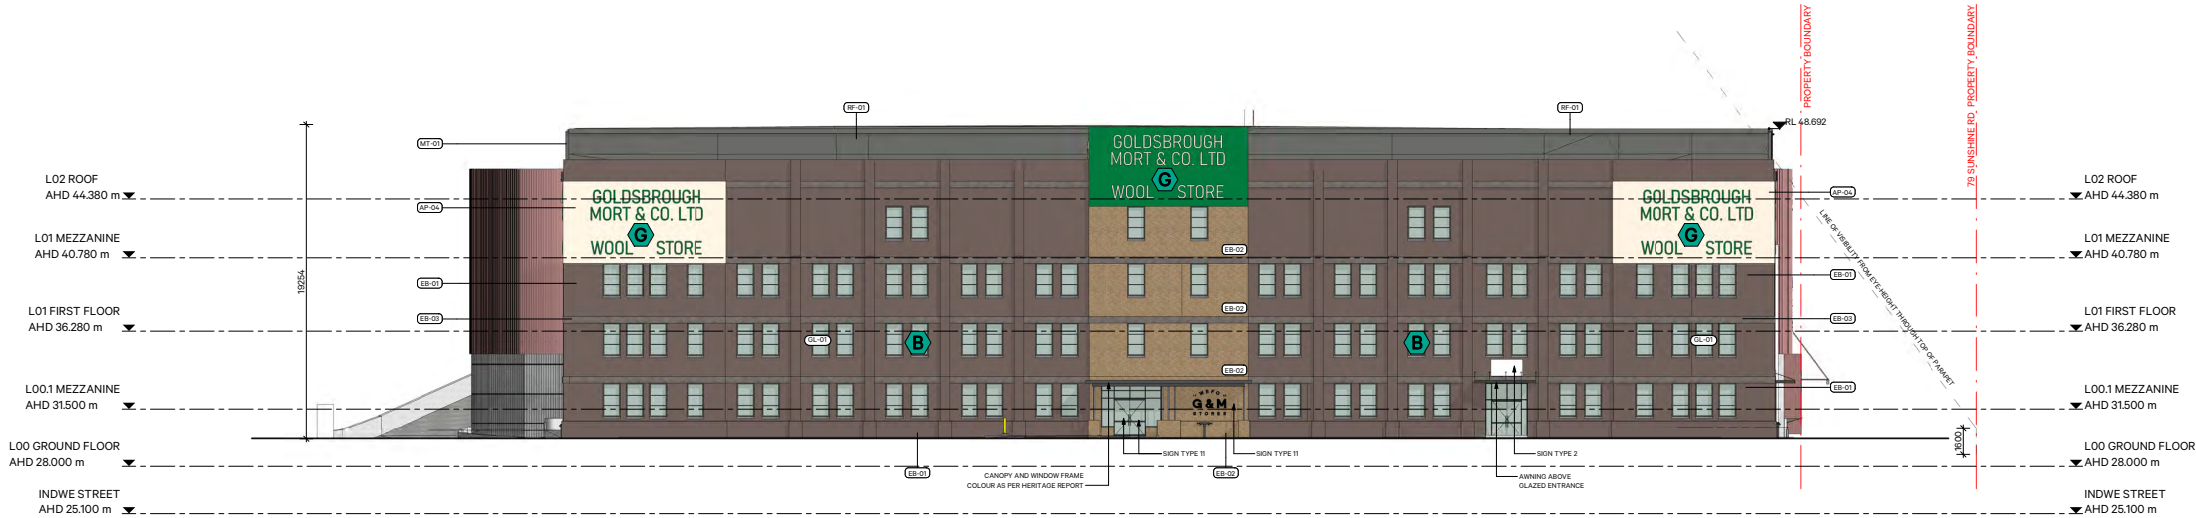 PROPERTY BOUNDARY
79 SUNSHINE RD PROPERTY BOUNDARY
RF-01
RF-01
RL 48.692
MT-01
GOLDSBROUGH
MORT & CO. LTD
G
WOOL STORE
L02 ROOF
AHD 44.380 m
AP-04
GOLDSBROUGH
MORT & CO. LTD
G
WOOL STORE
GOLDSBROUGH
MORT & CO. LTD
G
WOOL STORE
AP-04
L02 ROOF
AHD 44.380 m
L01 MEZZANINE
AHD 40.780 m
EB-02
L01 MEZZANINE
AHD 40.780 m
19254
EB-01
EB-01
LINE OF VISIBILITY FROM EYE-HEIGHT THROUGH TOP OF PARAPET
L01 FIRST FLOOR
AHD 36.280 m
EB-03
EB-02
EB-03
L01 FIRST FLOOR
AHD 36.280 m
GL-01
B
B
GL-01
EB-02
L00.1 MEZZANINE
AHD 31.500 m
EB-01
L00.1 MEZZANINE
AHD 31.500 m
G&M
STORES
L00 GROUND FLOOR
AHD 28.000 m
1600
L00 GROUND FLOOR
AHD 28.000 m
SIGN TYPE 11
SIGN TYPE 11
SIGN TYPE 2
EB-01
EB-02
CANOPY AND WINDOW FRAME
COLOUR AS PER HERITAGE REPORT
AWNING ABOVE
GLAZED ENTRANCE
INDWE STREET
AHD 25.100 m
INDWE STREET
AHD 25.100 m